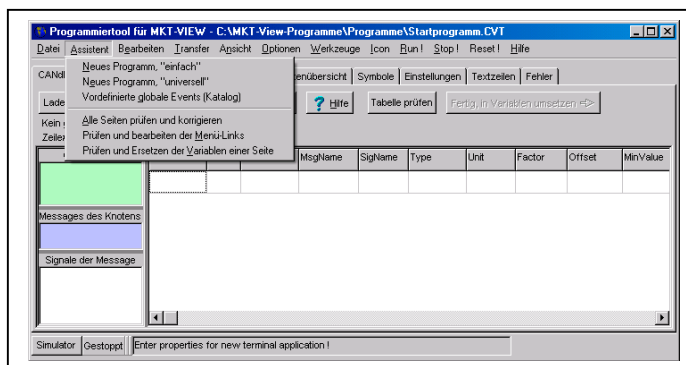 Programmiertool für MKT-VIEW - C:\MKT-View-Programme\Programme\Startprogramm.CVT
Datei Assistent Bearbeiten Transfer Ansicht Optionen Werkzeuge Icon Run! Stop! Reset! Hilfe
Neues Programm, "einfach"
Neues Programm, "universell"
Vordefinierte globale Events (Katalog)
Alle Seiten prüfen und korrigieren
Prüfen und bearbeiten der Menü-Links
Prüfen und Ersetzen der Variablen einer Seite
CANd enübersicht Symbole Einstellungen Textzeilen Fehler
Lade ? Hilfe Tabelle prüfen Fertig, in Variablen umsetzen =>
Kein
Zeile
MsgName SigName Type Unit Factor Offset MinValue
Messages des Knotens
Signale der Message
Simulator Gestoppt Enter properties for new terminal application !